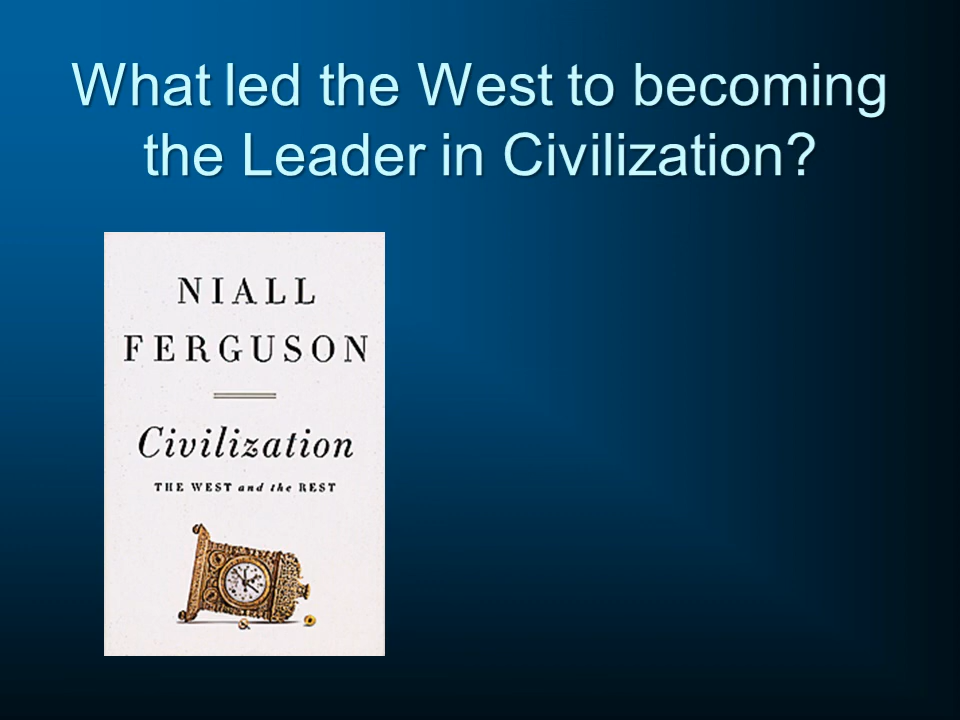 What led the West to becoming
the Leader in Civilization?
NIALL
FERGUSON
Civilization
THE WEST and the REST